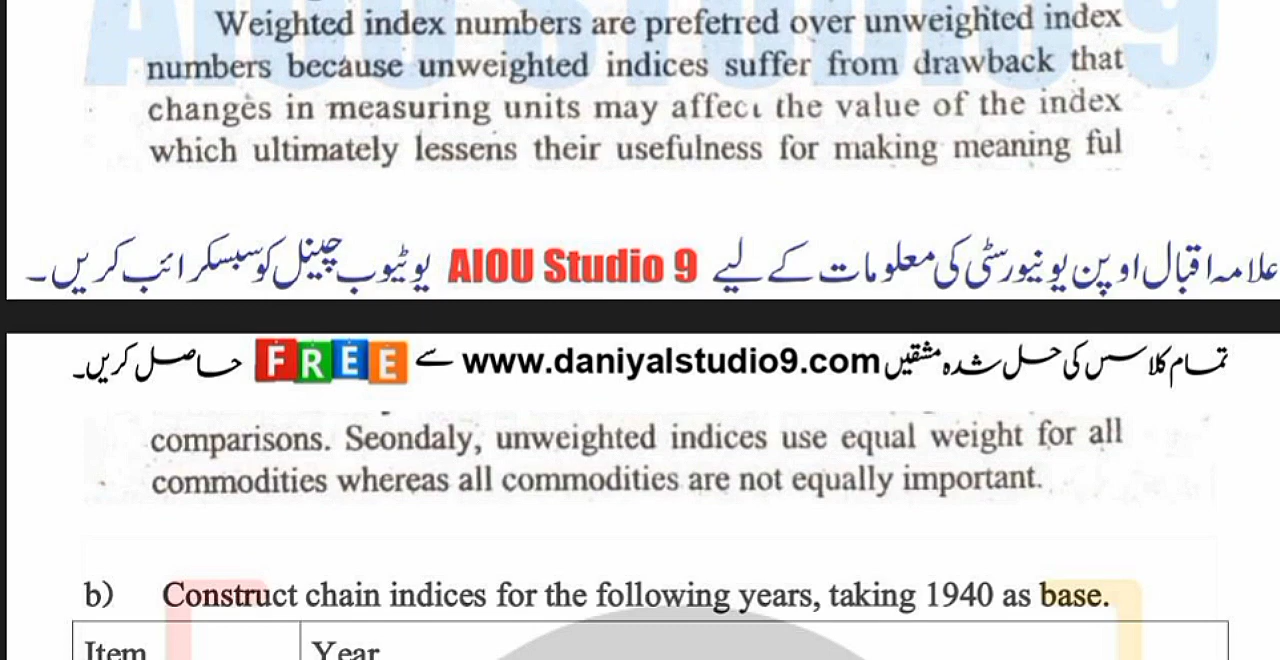 AIOU Studio 9
Weighted index numbers are preferred over unweighted index
numbers because unweighted indices suffer from drawback that
changes in measuring units may affect the value of the index
which ultimately lessens their usefulness for making meaning ful
علامہ اقبال اوپن یونیورسٹی کی معلومات کے لیے AIOU Studio 9 یوٹیوب چینل کو سبسکرائب کریں۔
تمام کلاسس کی حل شدہ مشقیں www.daniyalstudio9.com سے FREE حاصل کریں۔
comparisons. Seondaly, unweighted indices use equal weight for all
commodities whereas all commodities are not equally important.
b) Construct chain indices for the following years, taking 1940 as base.
Item Year